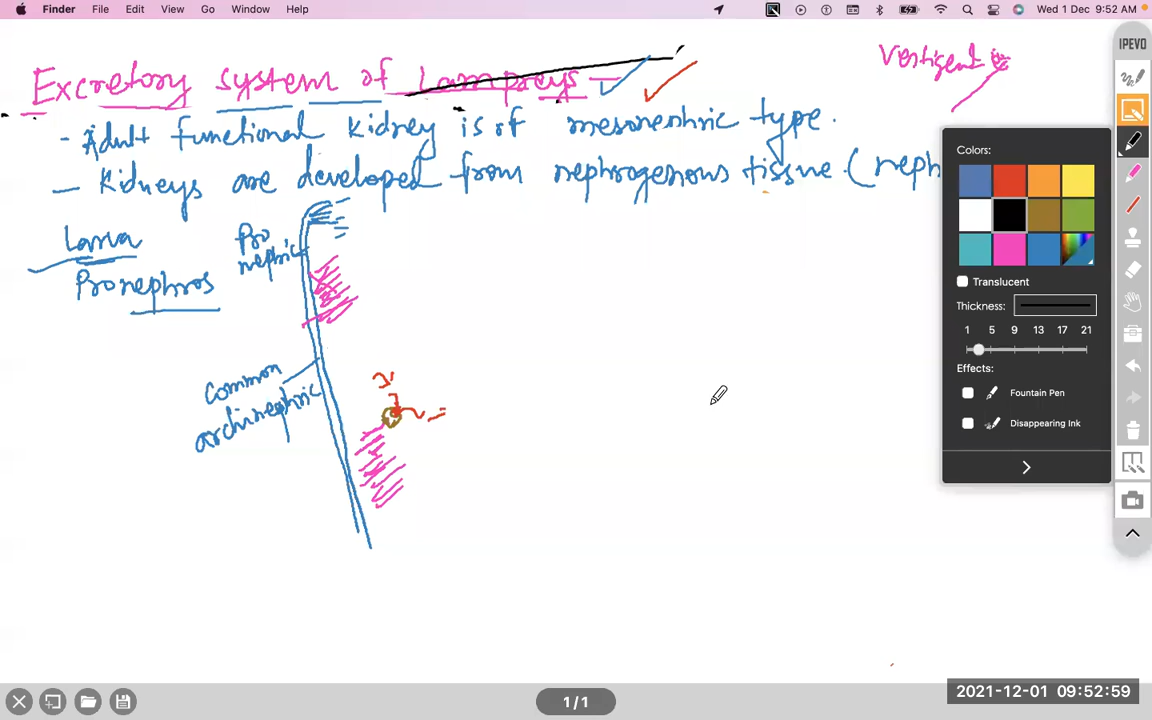 Finder File Edit View Go Window Help Wed 1 Dec 9:52 AM
IPEVO
Excretory system of Lampreys -
- Adult functional kidney is of mesonephric type.
- Kidneys are developed from nephrogenous tissue. (neph
Larva
Pronephros
Pro
nephric
Common
archinephric
Colors:
Translucent
Thickness:
1 5 9 13 17 21
Effects:
Fountain Pen
Disappearing Ink
1/1
2021-12-01 09:52:59